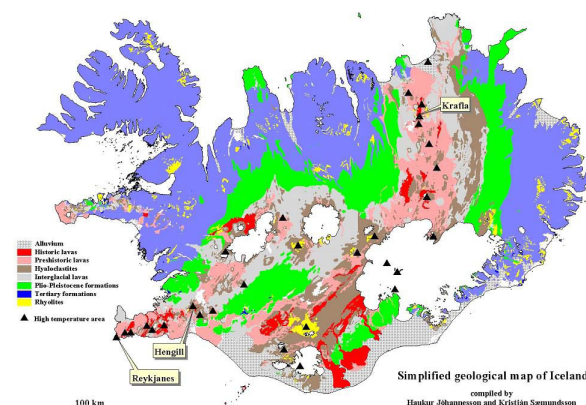 Krafla
Alluvium
Historic lavas
Preshistoric lavas
Hyaloclastites
Interglacial lavas
Plio-Pleistocene formations
Tertiary formations
Rhyolites
High temperature area
Hengill
Reykjanes
Simplified geological map of Iceland
compiled by
Haukur Jóhannesson and Kristján Sæmundsson
100 km